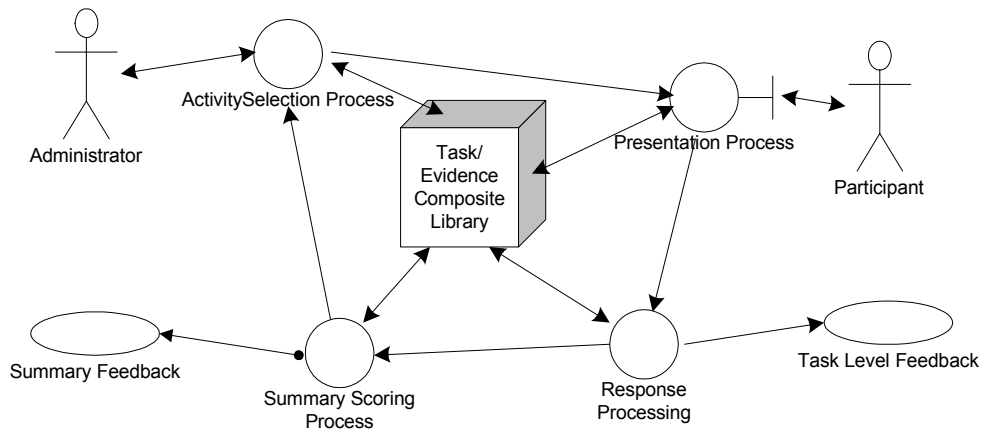 ActivitySelection Process
Administrator
Task/
Evidence
Composite
Library
Presentation Process
Participant
Summary Feedback
Summary Scoring
Process
Response
Processing
Task Level Feedback